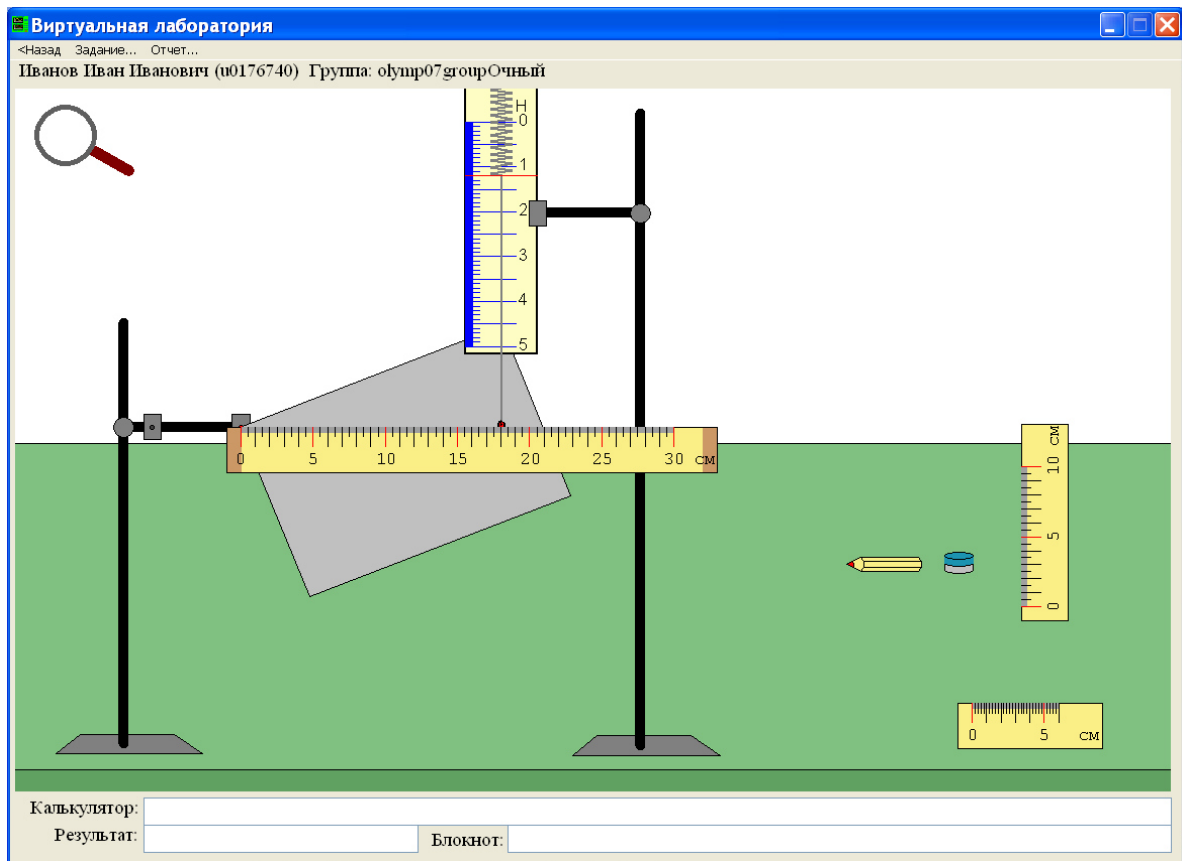 Виртуальная лаборатория
<Назад Задание... Отчет...
Иванов Иван Иванович (u0176740) Группа: olymp07groupОчный
Н
0
1
2
3
4
5
0 5 10 15 20 25 30 см
10 см
5
0
0 5 см
Калькулятор:
Результат: Блокнот: